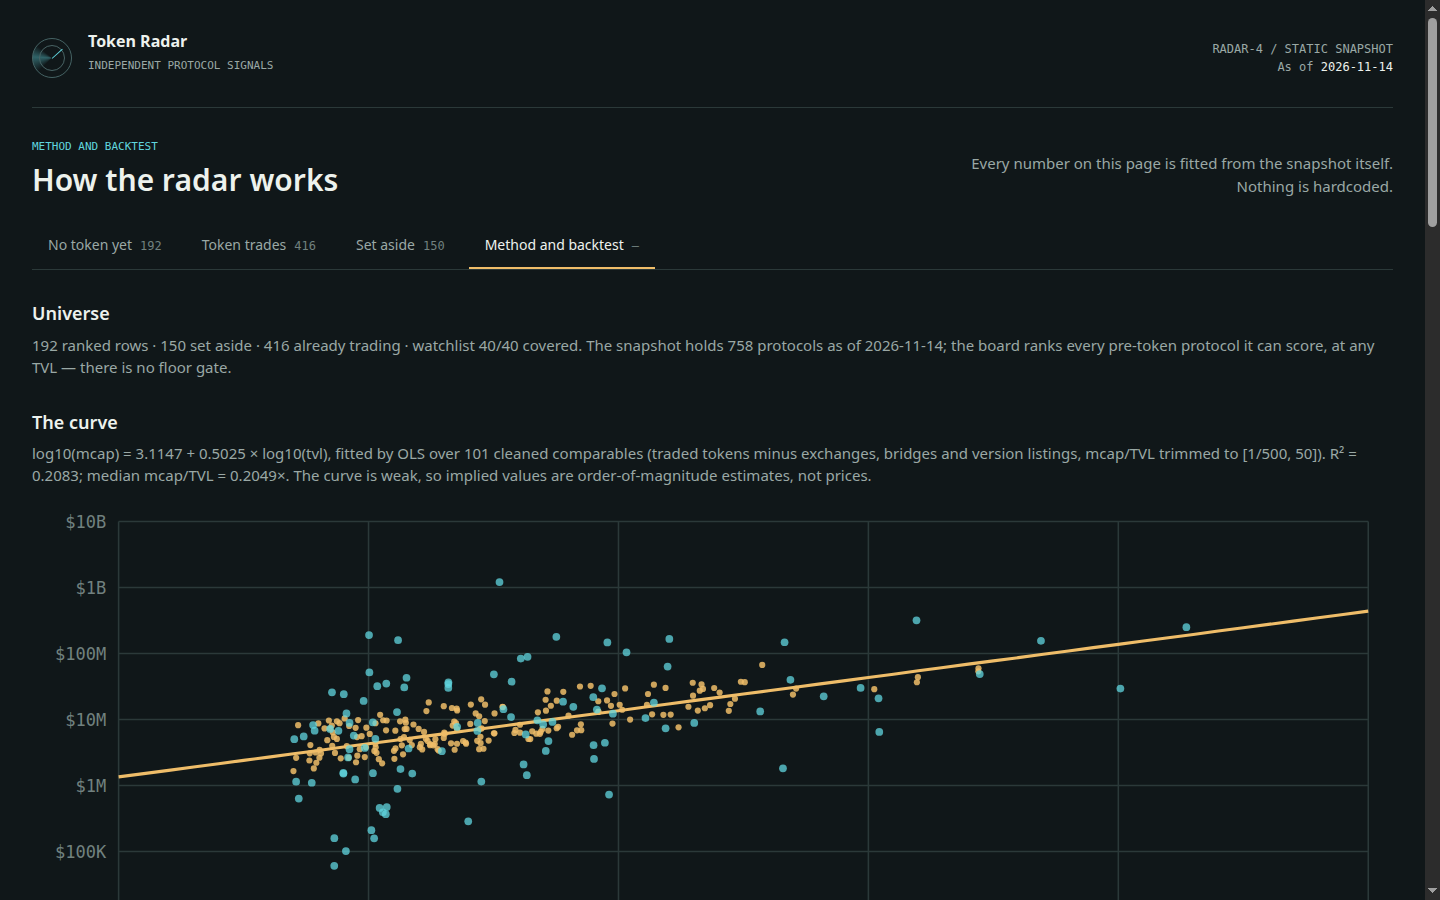 Token Radar
INDEPENDENT PROTOCOL SIGNALS
RADAR-4 / STATIC SNAPSHOT
As of 2026-11-14
METHOD AND BACKTEST
How the radar works
Every number on this page is fitted from the snapshot itself.
Nothing is hardcoded.
No token yet 192 Token trades 416 Set aside 150 Method and backtest –
Universe
192 ranked rows · 150 set aside · 416 already trading · watchlist 40/40 covered. The snapshot holds 758 protocols as of 2026-11-14; the board ranks every pre-token protocol it can score, at any
TVL — there is no floor gate.
The curve
log10(mcap) = 3.1147 + 0.5025 × log10(tvl), fitted by OLS over 101 cleaned comparables (traded tokens minus exchanges, bridges and version listings, mcap/TVL trimmed to [1/500, 50]). R² =
0.2083; median mcap/TVL = 0.2049×. The curve is weak, so implied values are order-of-magnitude estimates, not prices.
$10B
$1B
$100M
$10M
$1M
$100K